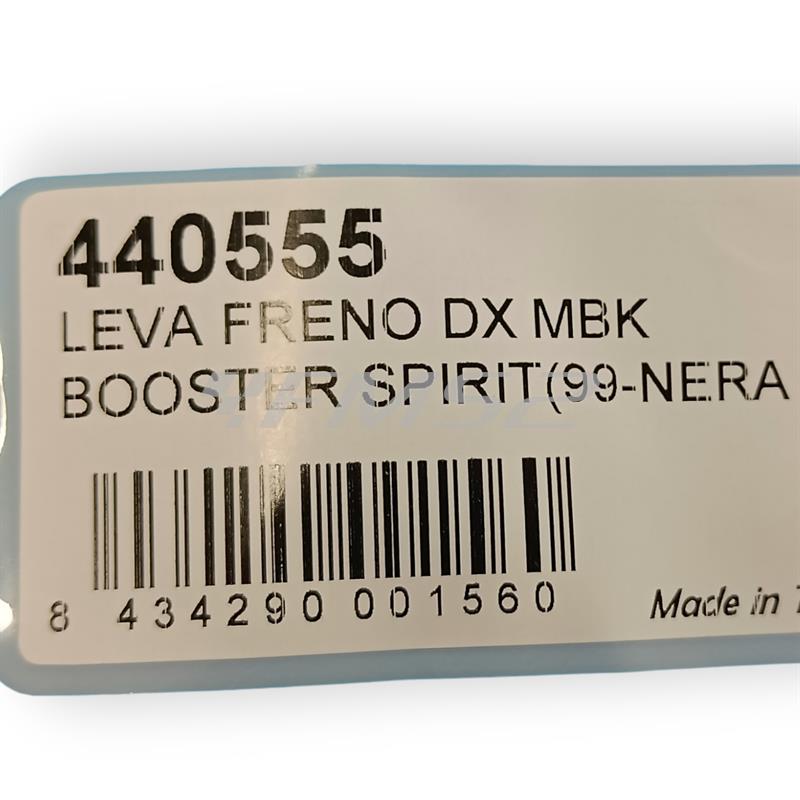 440555
LEVA FRENO DX MBK
BOOSTER SPIRIT(99-NERA
8 434290 001560
Made in